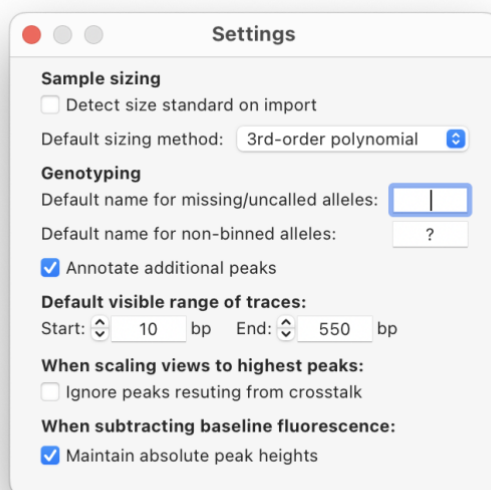 Settings
Sample sizing
Detect size standard on import
Default sizing method: 3rd-order polynomial
Genotyping
Default name for missing/uncalled alleles:
Default name for non-binned alleles: ?
Annotate additional peaks
Default visible range of traces:
Start: 10 bp End: 550 bp
When scaling views to highest peaks:
Ignore peaks resuting from crosstalk
When subtracting baseline fluorescence:
Maintain absolute peak heights